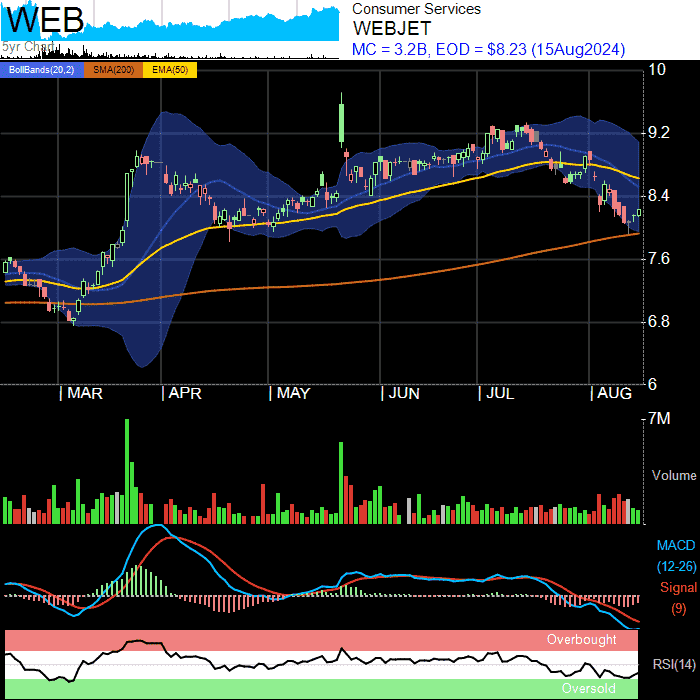 WEB
5yr Chart
Consumer Services
WEBJET
MC = 3.2B, EOD = $8.23 (15Aug2024)
BollBands(20,2) SMA(200) EMA(50)
10
9.2
8.4
7.6
6.8
6
MAR APR MAY JUN JUL AUG
7M
Volume
MACD
(12-26)
Signal
(9)
Overbought
RSI(14)
Oversold